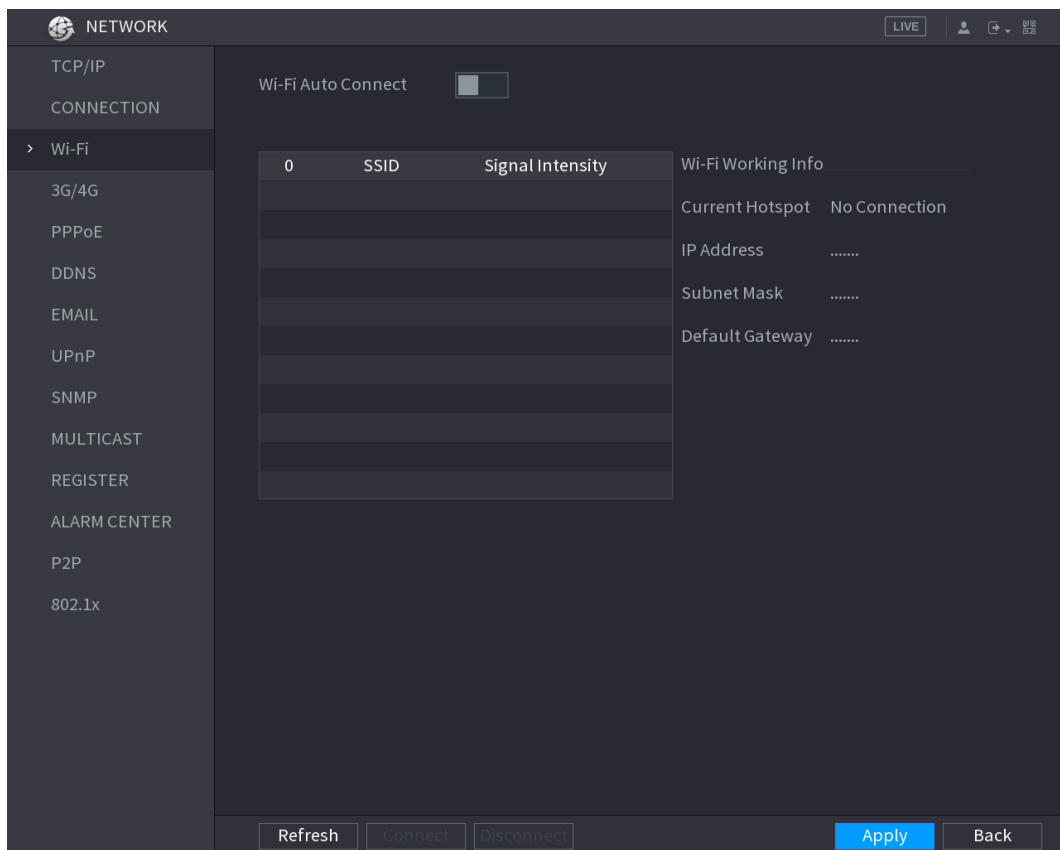 NETWORK
LIVE
TCP/IP
CONNECTION
Wi-Fi
3G/4G
PPPoE
DDNS
EMAIL
UPnP
SNMP
MULTICAST
REGISTER
ALARM CENTER
P2P
802.1x
Wi-Fi Auto Connect
0 SSID Signal Intensity
Wi-Fi Working Info
Current Hotspot No Connection
IP Address .......
Subnet Mask .......
Default Gateway .......
Refresh Connect Disconnect Apply Back